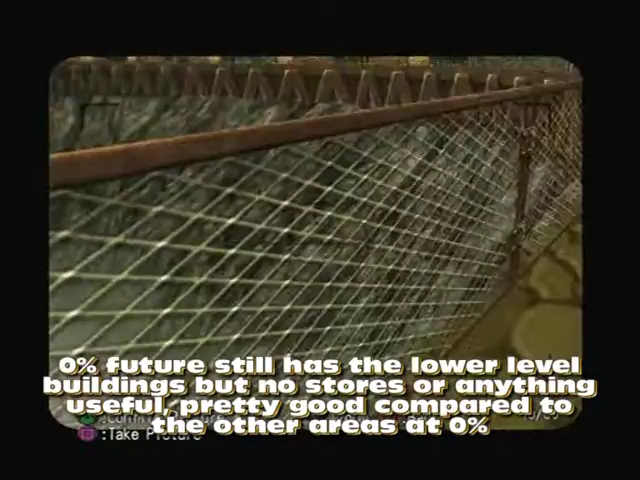 0% future still has the lower level
buildings but no stores or anything
useful, pretty good compared to
the other areas at 0%
:Take Picture